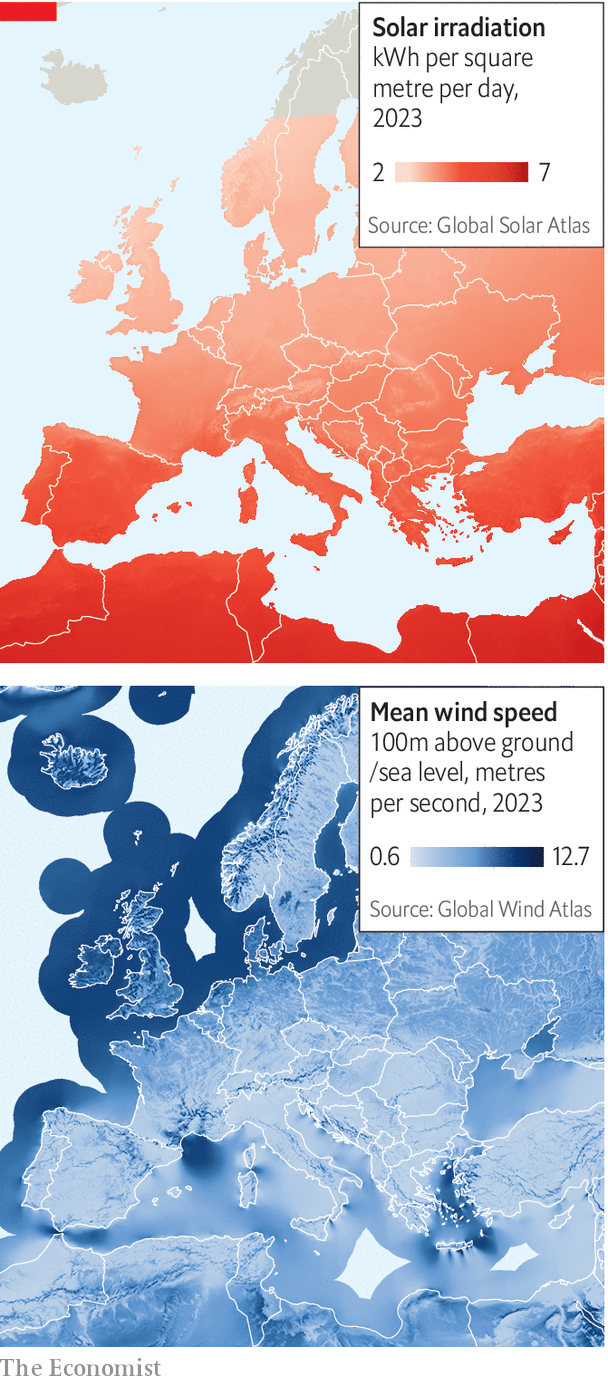 Solar irradiation
kWh per square
metre per day,
2023
2 7
Source: Global Solar Atlas
Mean wind speed
100m above ground
/sea level, metres
per second, 2023
0.6 12.7
Source: Global Wind Atlas
The Economist